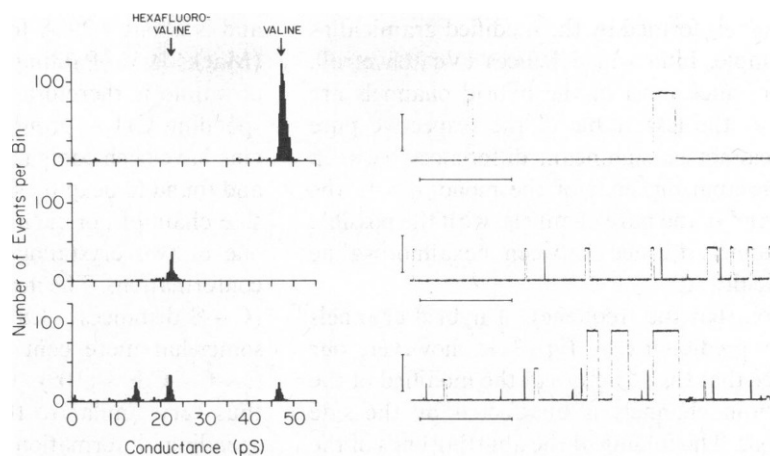 HEXAFLUORO-
VALINE
VALINE
100
0
100
0
100
0
Number of Events per Bin
0 10 20 30 40 50
Conductance (pS)